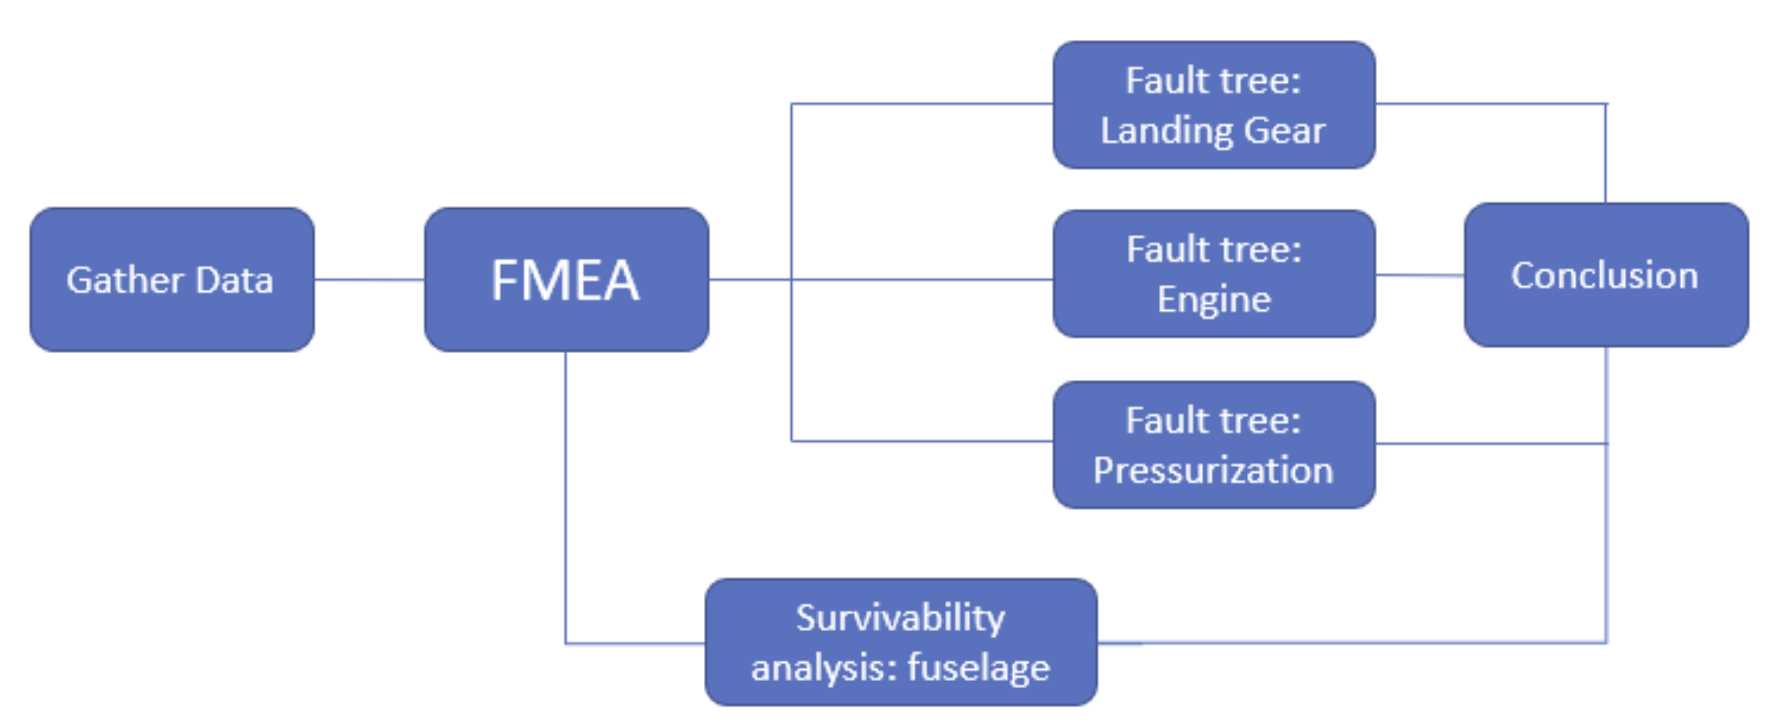 Gather Data
FMEA
Fault tree:
Landing Gear
Fault tree:
Engine
Fault tree:
Pressurization
Survivability
analysis: fuselage
Conclusion